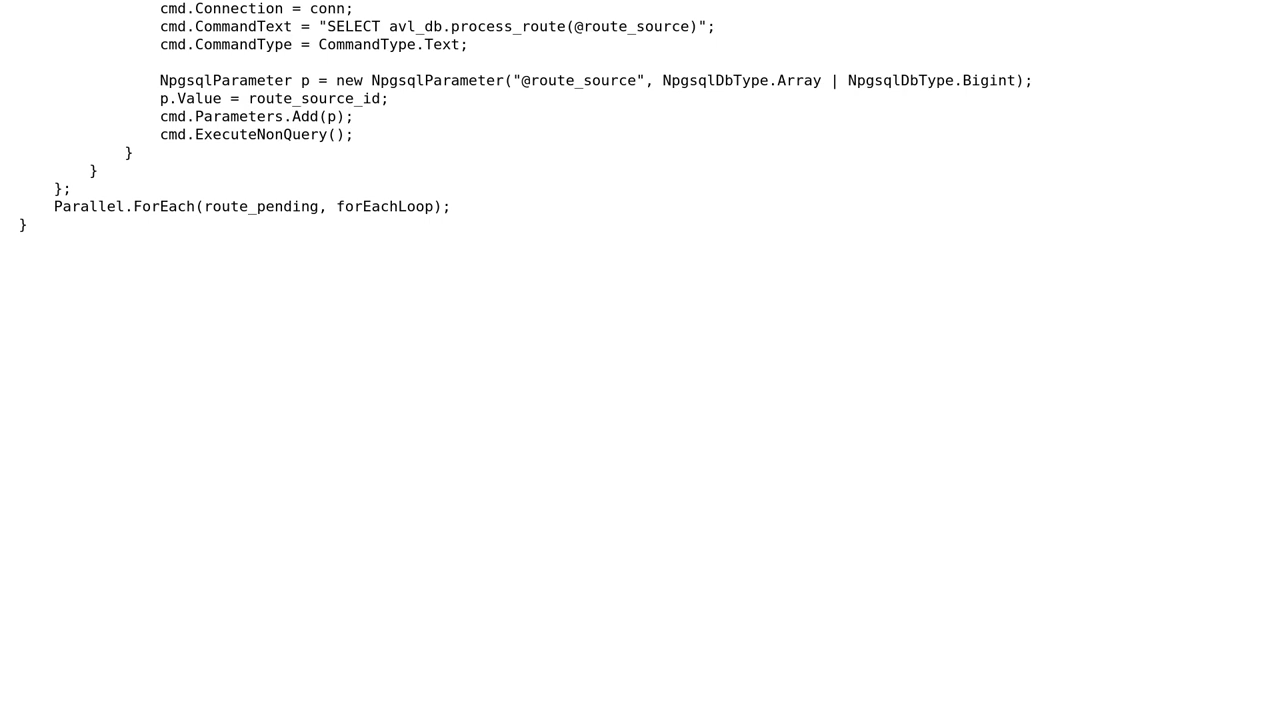 cmd.Connection = conn;
cmd.CommandText = "SELECT avl_db.process_route(@route_source)";
cmd.CommandType = CommandType.Text;
NpgsqlParameter p = new NpgsqlParameter("@route_source", NpgsqlDbType.Array | NpgsqlDbType.Bigint);
p.Value = route_source_id;
cmd.Parameters.Add(p);
cmd.ExecuteNonQuery();
}
}
};
Parallel.ForEach(route_pending, forEachLoop);
}